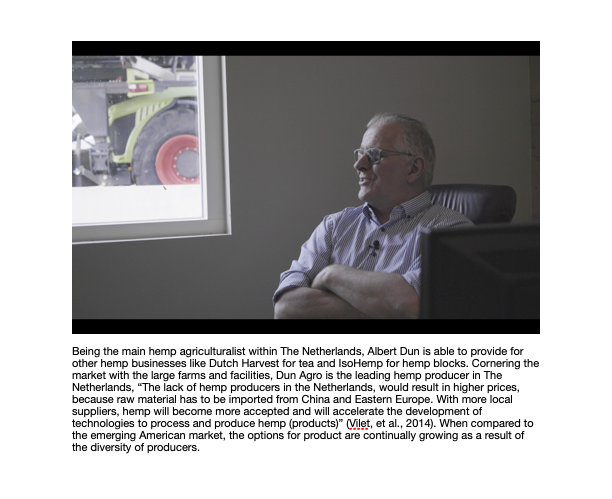 Being the main hemp agriculturalist within The Netherlands, Albert Dun is able to provide for
other hemp businesses like Dutch Harvest for tea and IsoHemp for hemp blocks. Cornering the
market with the large farms and facilities, Dun Agro is the leading hemp producer in The
Netherlands, “The lack of hemp producers in the Netherlands, would result in higher prices,
because raw material has to be imported from China and Eastern Europe. With more local
suppliers, hemp will become more accepted and will accelerate the development of
technologies to process and produce hemp (products)” (Vilet, et al., 2014). When compared to
the emerging American market, the options for product are continually growing as a result of
the diversity of producers.